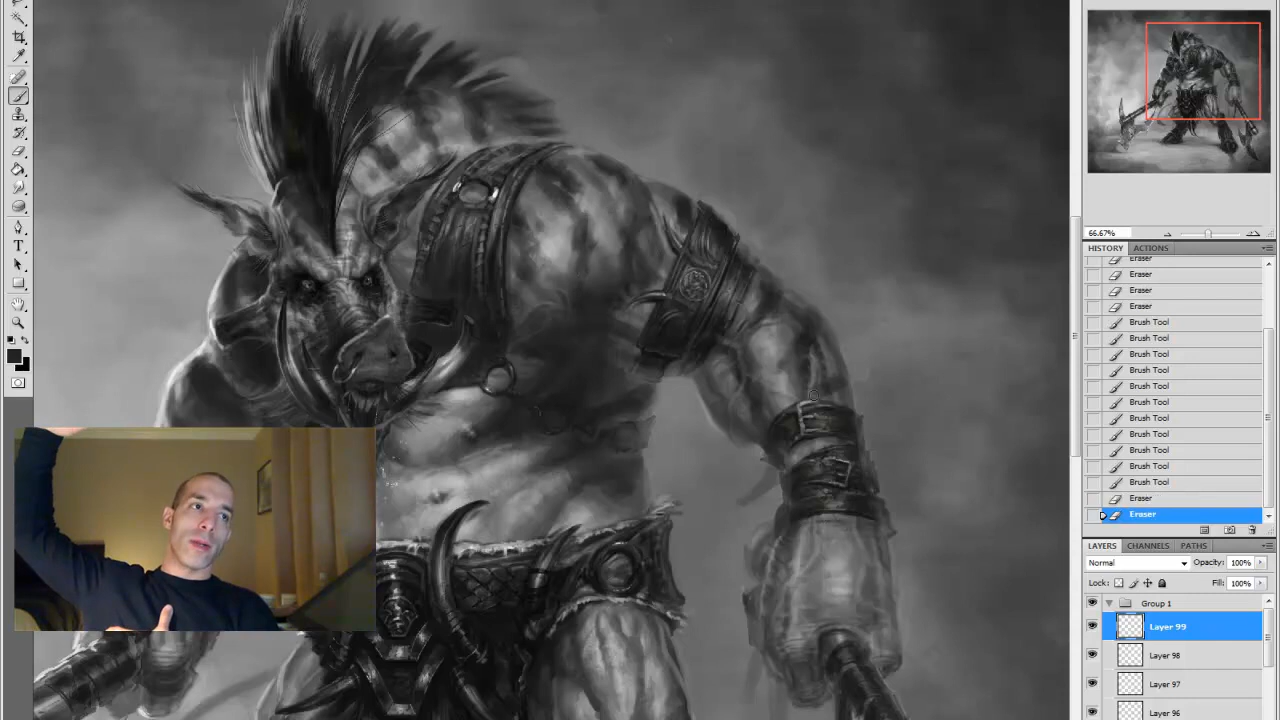 T
66.67%
HISTORY
ACTIONS
Eraser
Eraser
Eraser
Eraser
Brush Tool
Brush Tool
Brush Tool
Brush Tool
Brush Tool
Brush Tool
Brush Tool
Brush Tool
Brush Tool
Brush Tool
Brush Tool
Eraser
Eraser
LAYERS
CHANNELS
PATHS
Normal
Opacity: 100%
Lock:
Fill: 100%
Group 1
Layer 99
Layer 98
Layer 97
Layer 96